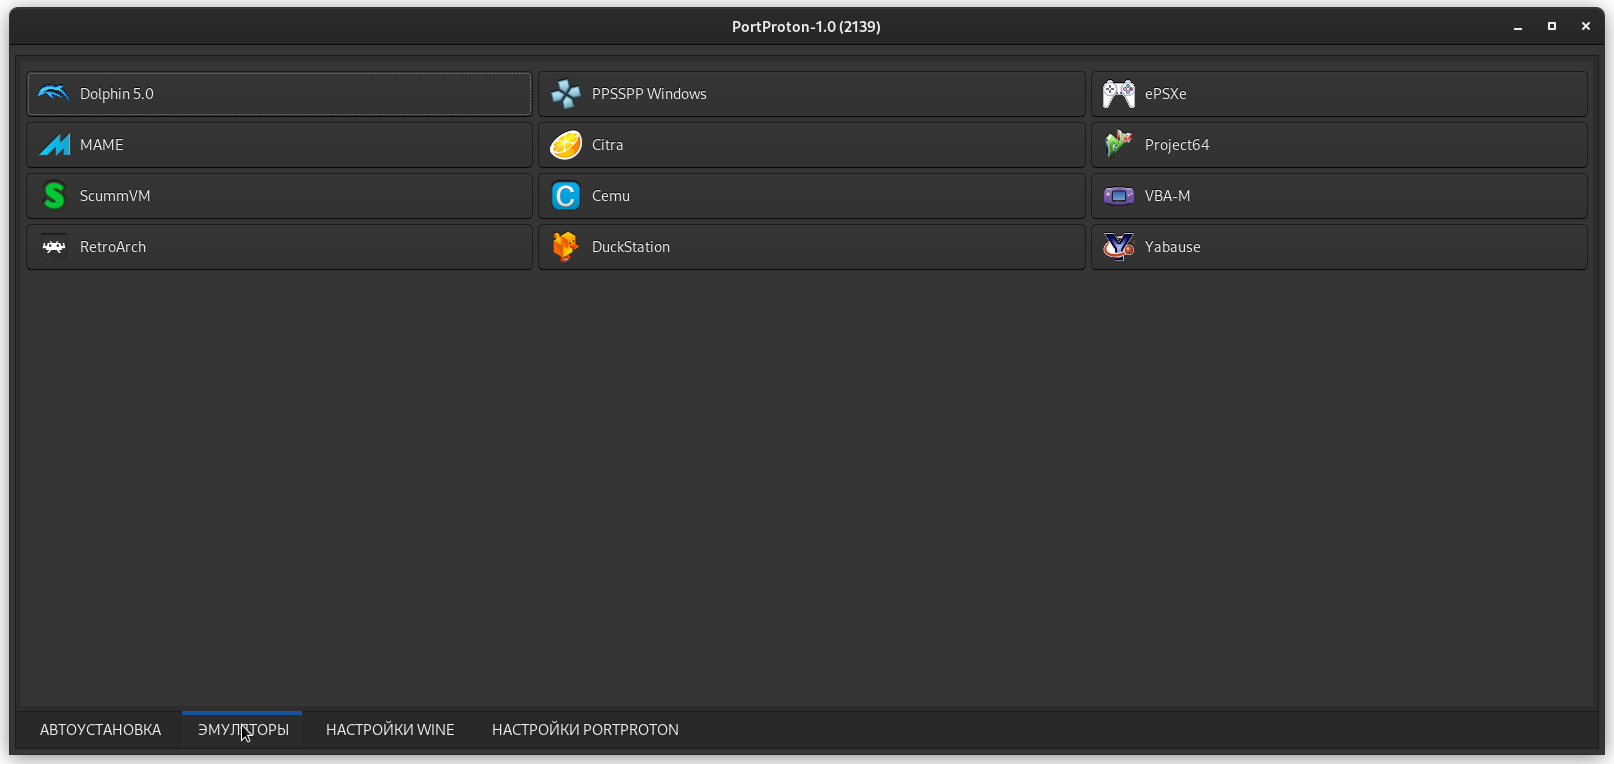 PortProton-1.0 (2139)
Dolphin 5.0
PPSSPP Windows
ePSXe
MAME
Citra
Project64
ScummVM
Cemu
VBA-M
RetroArch
DuckStation
Yabause
АВТОУСТАНОВКА
ЭМУЛЯТОРЫ
НАСТРОЙКИ WINE
НАСТРОЙКИ PORTPROTON